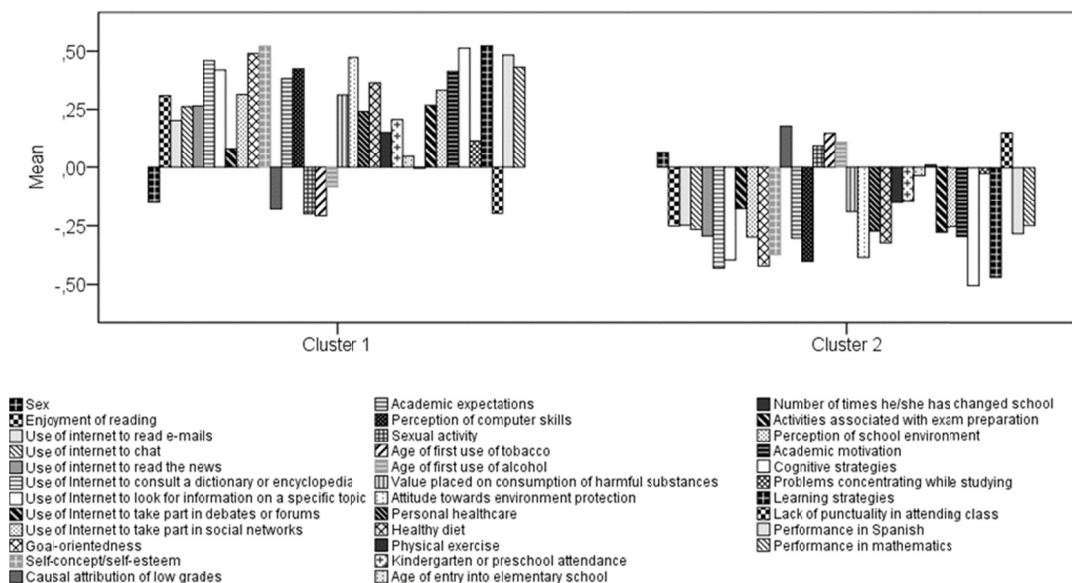 ,50
,25
,00
-,25
-,50
Mean
Cluster 1
Cluster 2
Sex
Enjoyment of reading
Use of internet to read e-mails
Use of internet to chat
Use of internet to read the news
Use of Internet to consult a dictionary or encyclopedia
Use of Internet to look for information on a specific topic
Use of Internet to take part in debates or forums
Use of Internet to take part in social networks
Goal-orientedness
Self-concept/self-esteem
Causal attribution of low grades
Academic expectations
Perception of computer skills
Sexual activity
Age of first use of tobacco
Age of first use of alcohol
Value placed on consumption of harmful substances
Attitude towards environment protection
Personal healthcare
Healthy diet
Physical exercise
Kindergarten or preschool attendance
Age of entry into elementary school
Number of times he/she has changed school
Activities associated with exam preparation
Perception of school environment
Academic motivation
Cognitive strategies
Problems concentrating while studying
Learning strategies
Lack of punctuality in attending class
Performance in Spanish
Performance in mathematics